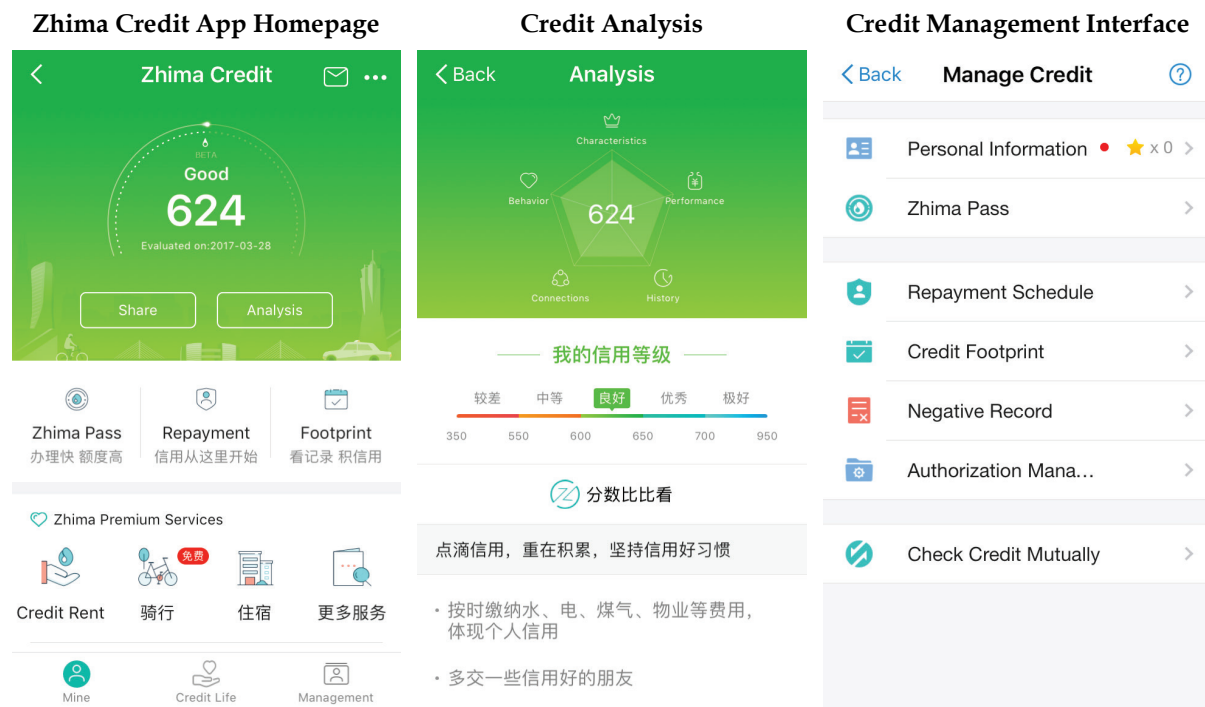 Zhima Credit App Homepage
Zhima Credit
BETA
Good
624
Evaluated on:2017-03-28
Share
Analysis
Zhima Pass
办理快 额度高
Repayment
信用从这里开始
Footprint
看记录 积信用
Zhima Premium Services
免费
Credit Rent
骑行
住宿
更多服务
Mine
Credit Life
Management
Credit Analysis
Back
Analysis
Characteristics
Behavior
Performance
624
Connections
History
我的信用等级
较差 中等 良好 优秀 极好
350 550 600 650 700 950
分数比比看
点滴信用，重在积累，坚持信用好习惯
· 按时缴纳水、电、煤气、物业等费用，
体现个人信用
· 多交一些信用好的朋友
Credit Management Interface
Back
Manage Credit
?
Personal Information
x 0
Zhima Pass
Repayment Schedule
Credit Footprint
Negative Record
Authorization Mana...
Check Credit Mutually